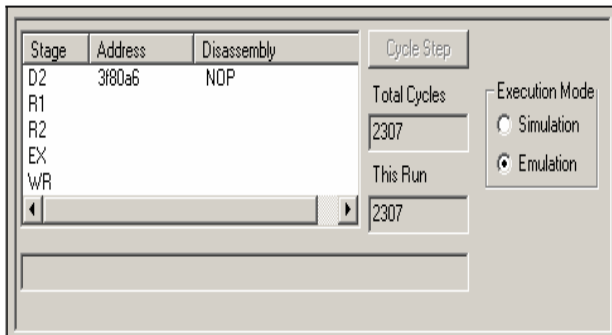 Stage Address Disassembly
D2 3f80a6 NOP
R1
R2
EX
WR
Cycle Step
Total Cycles
2307
This Run
2307
Execution Mode
Simulation
Emulation